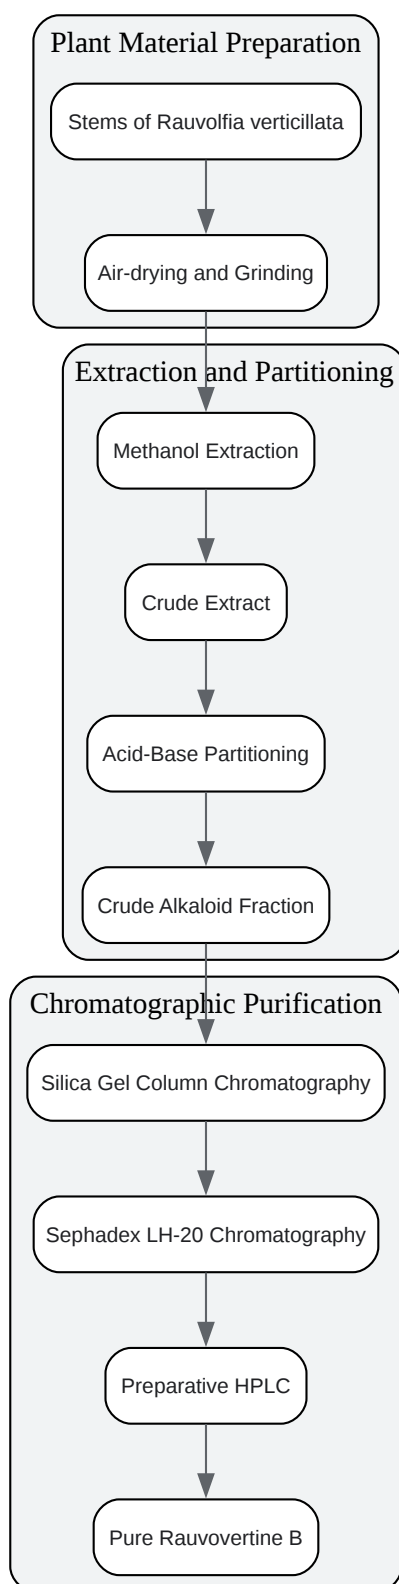 Plant Material Preparation
Stems of Rauvolfia verticillata
Air-drying and Grinding
Extraction and Partitioning
Methanol Extraction
Crude Extract
Acid-Base Partitioning
Crude Alkaloid Fraction
Chromatographic Purification
Silica Gel Column Chromatography
Sephadex LH-20 Chromatography
Preparative HPLC
Pure Rauvovertine B